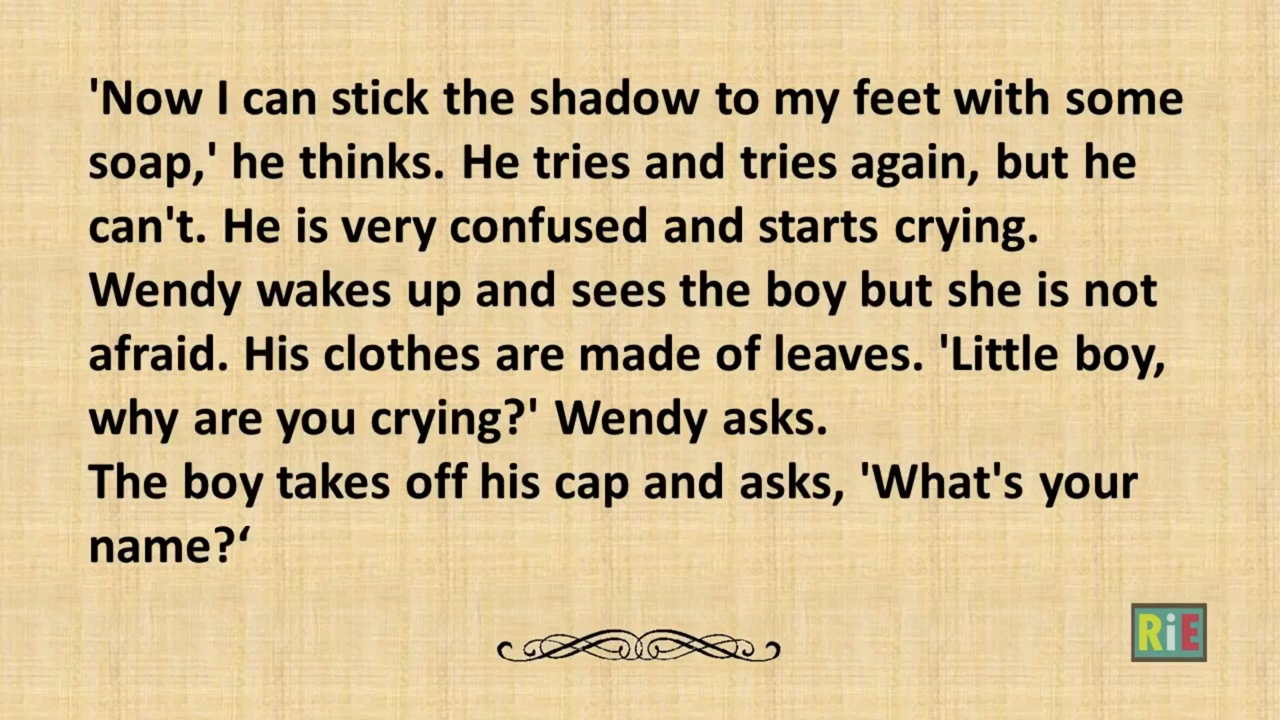 'Now I can stick the shadow to my feet with some
soap,' he thinks. He tries and tries again, but he
can't. He is very confused and starts crying.
Wendy wakes up and sees the boy but she is not
afraid. His clothes are made of leaves. 'Little boy,
why are you crying?' Wendy asks.
The boy takes off his cap and asks, 'What's your
name?‘
RiE